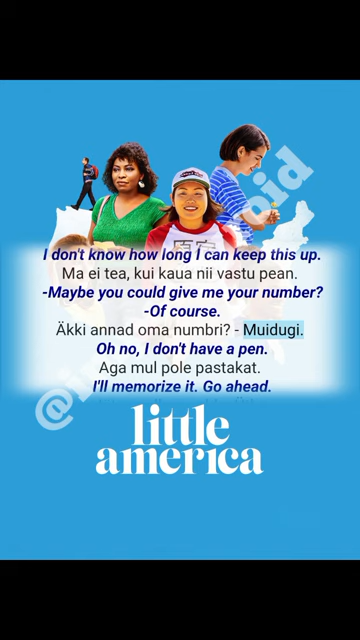 I don't know how long I can keep this up.
Ma ei tea, kui kaua nii vastu pean.
-Maybe you could give me your number?
-Of course.
Äkki annad oma numbri? - Muidugi.
Oh no, I don't have a pen.
Aga mul pole pastakat.
I'll memorize it. Go ahead.
little
america